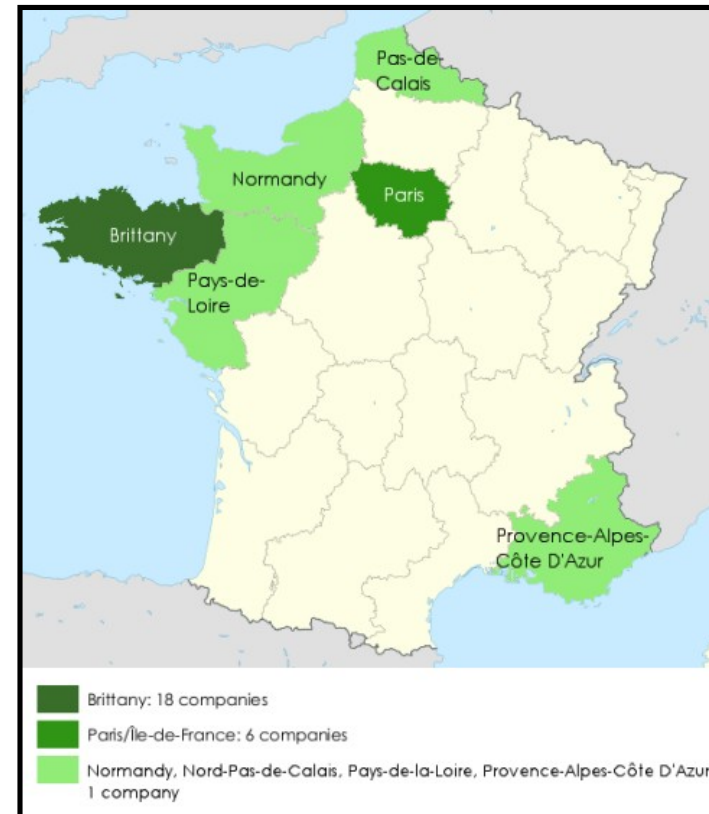 Pas-de-
Calais
Normandy
Paris
Brittany
Pays-de-
Loire
Provence-Alpes-
Côte D'Azur
Brittany: 18 companies
Paris/Île-de-France: 6 companies
Normandy, Nord-Pas-de-Calais, Pays-de-la-Loire, Provence-Alpes-Côte D'Azur
1 company